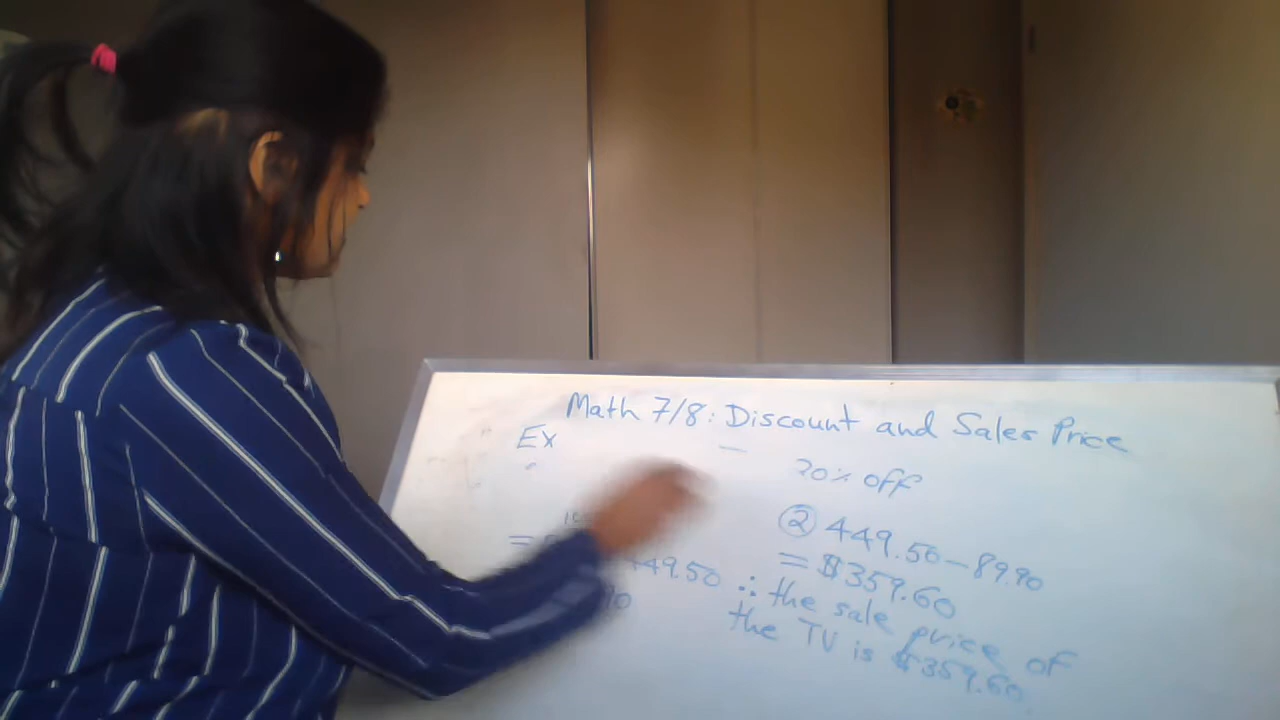 Math 7/8: Discount and Sales Price
Ex
20% off
② 449.50-89.90
=
449.50
= $359.60
∴ the sale price of
the TV is $359.60